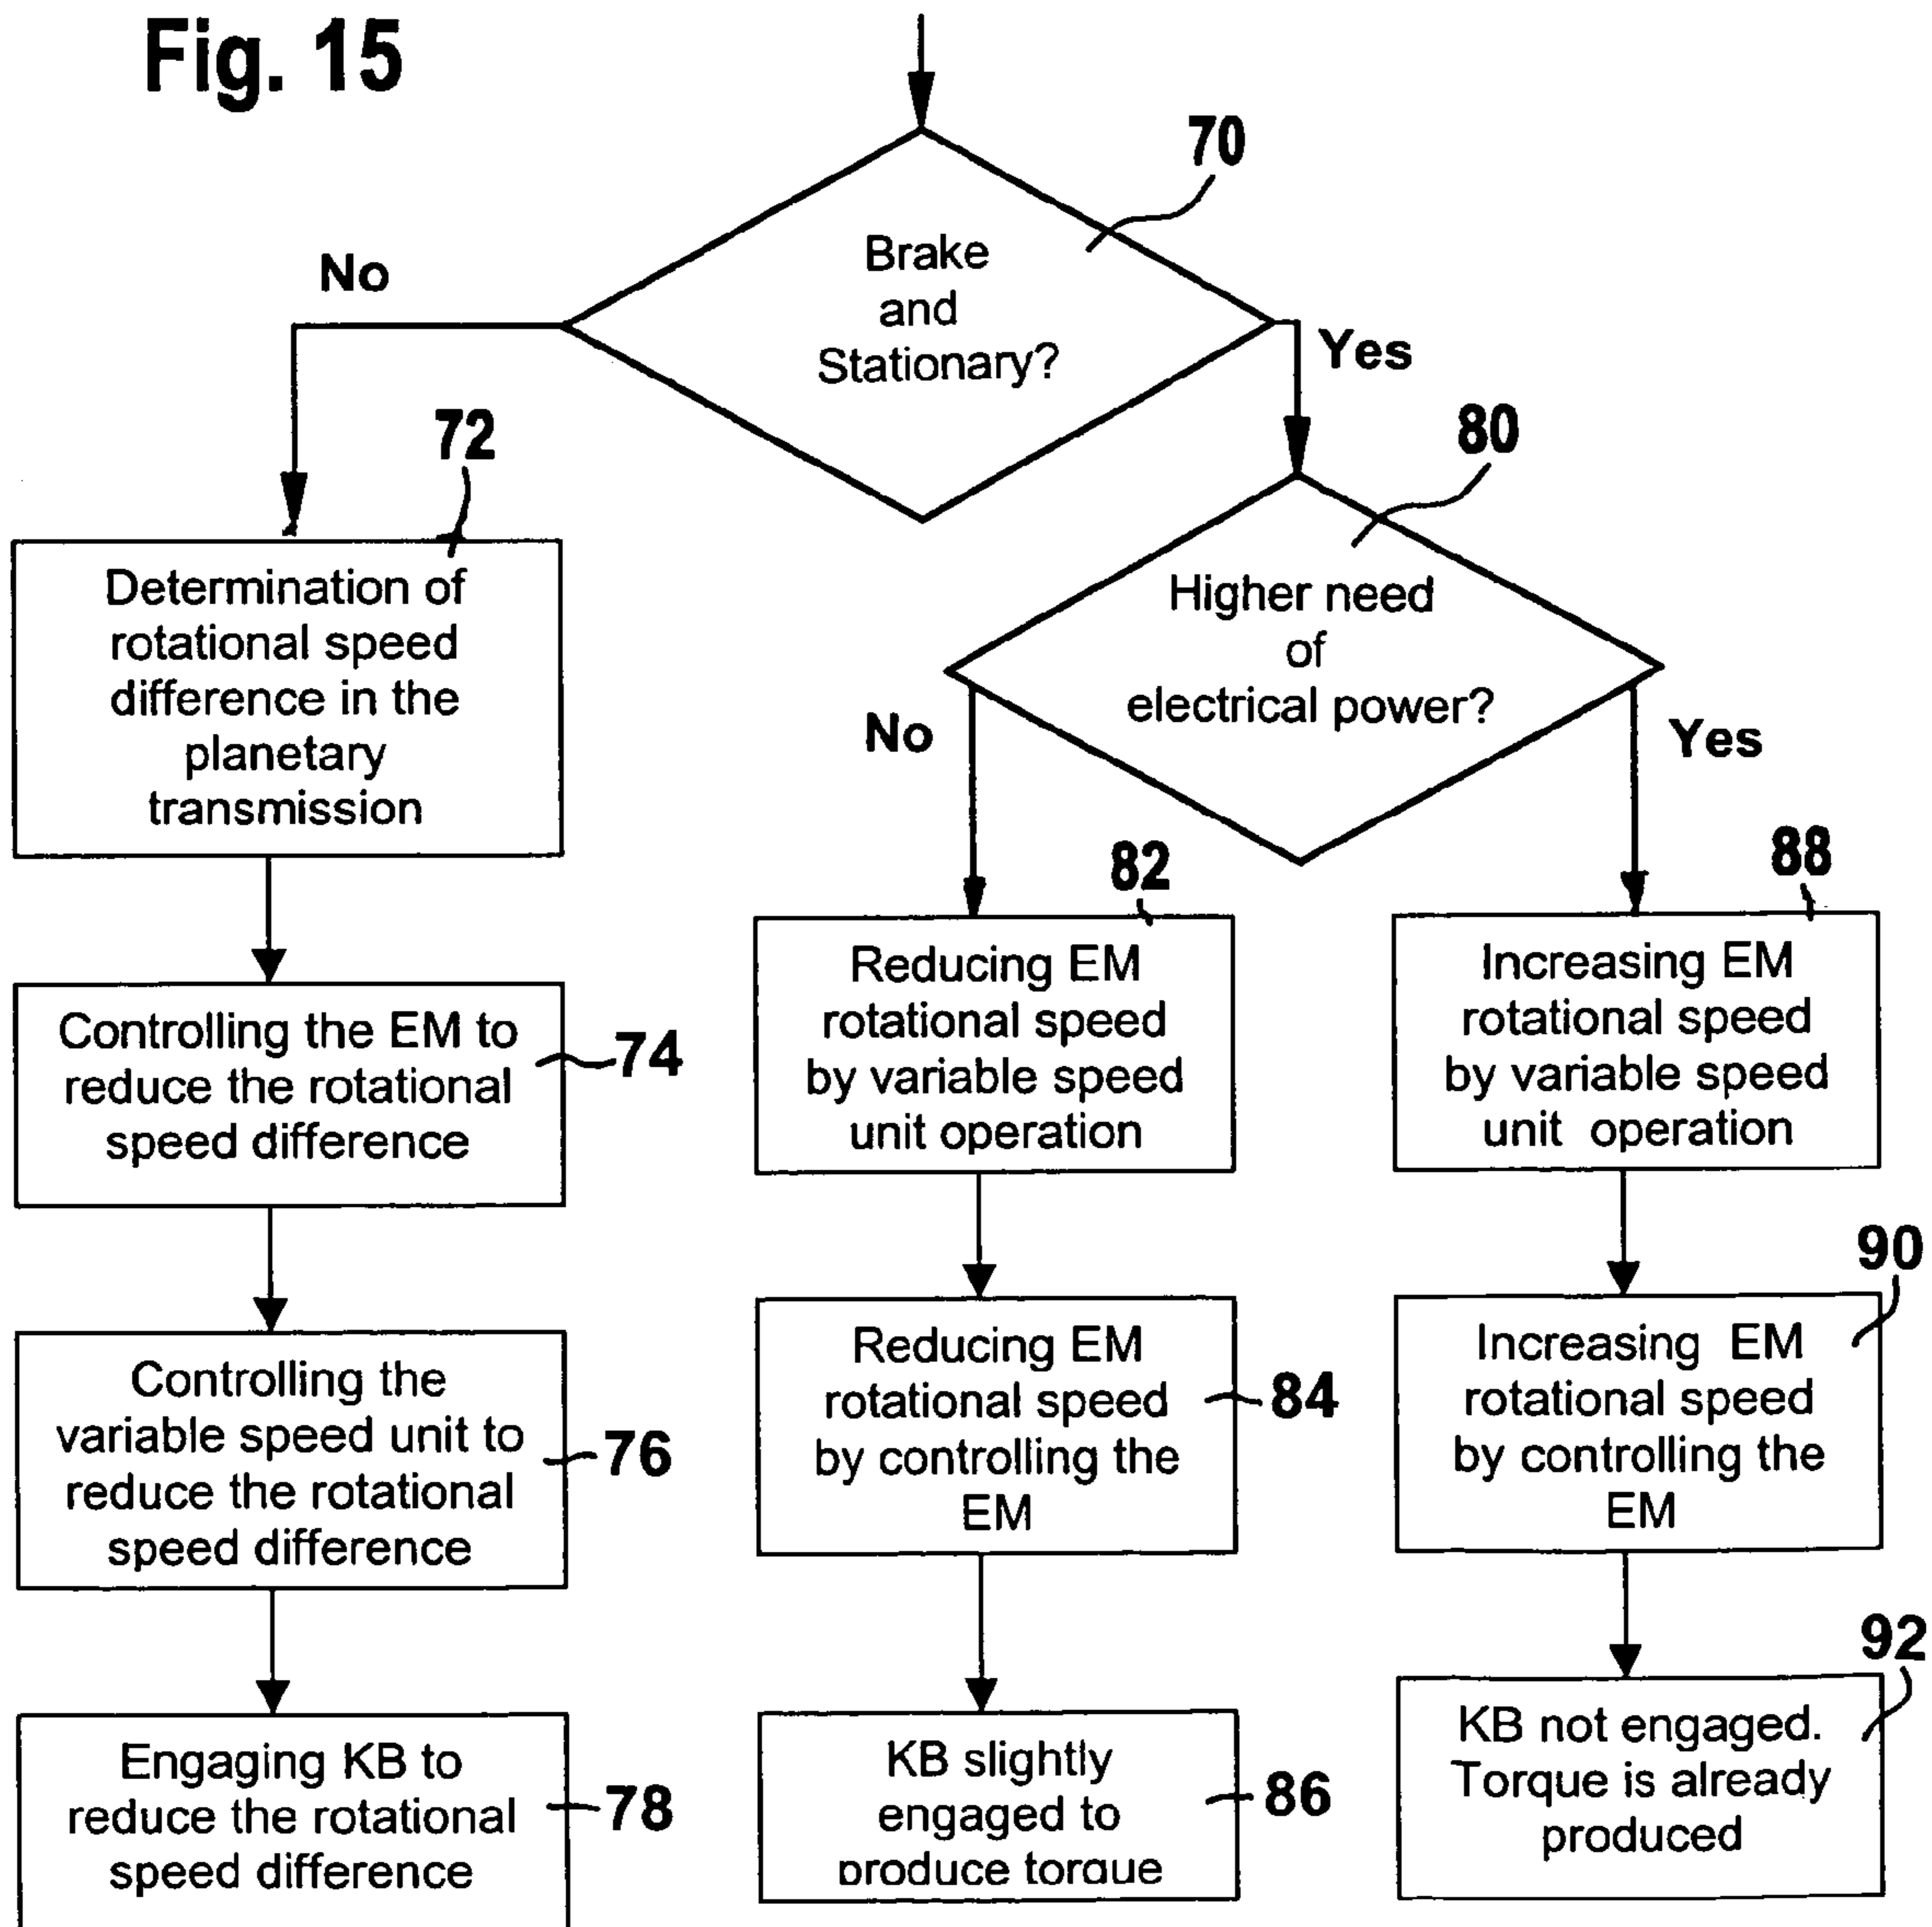 Fig. 15
70
Brake
and
Stationary?
No
Yes
72
Determination of
rotational speed
difference in the
planetary
transmission
80
Higher need
of
electrical power?
No
Yes
Controlling the EM to
reduce the rotational
speed difference
74
Controlling the
variable speed unit to
reduce the rotational
speed difference
76
Engaging KB to
reduce the rotational
speed difference
78
82
Reducing EM
rotational speed
by variable speed
unit operation
Reducing EM
rotational speed
by controlling the
EM
84
KB slightly
engaged to
produce torque
86
88
Increasing EM
rotational speed
by variable speed
unit operation
90
Increasing EM
rotational speed
by controlling the
EM
92
KB not engaged.
Torque is already
produced